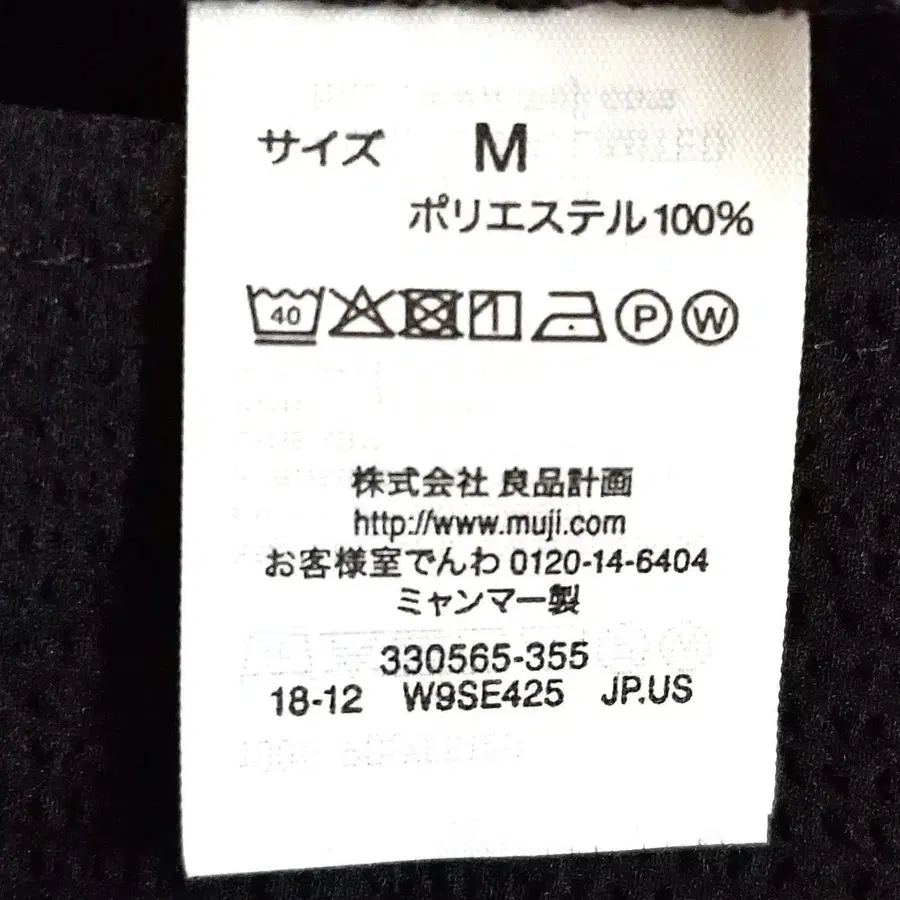 サイズ M
ポリエステル100%
40 P W
株式会社 良品計画
http://www.muji.com
お客様室でんわ 0120-14-6404
ミャンマー製
330565-355
18-12 W9SE425 JP.US